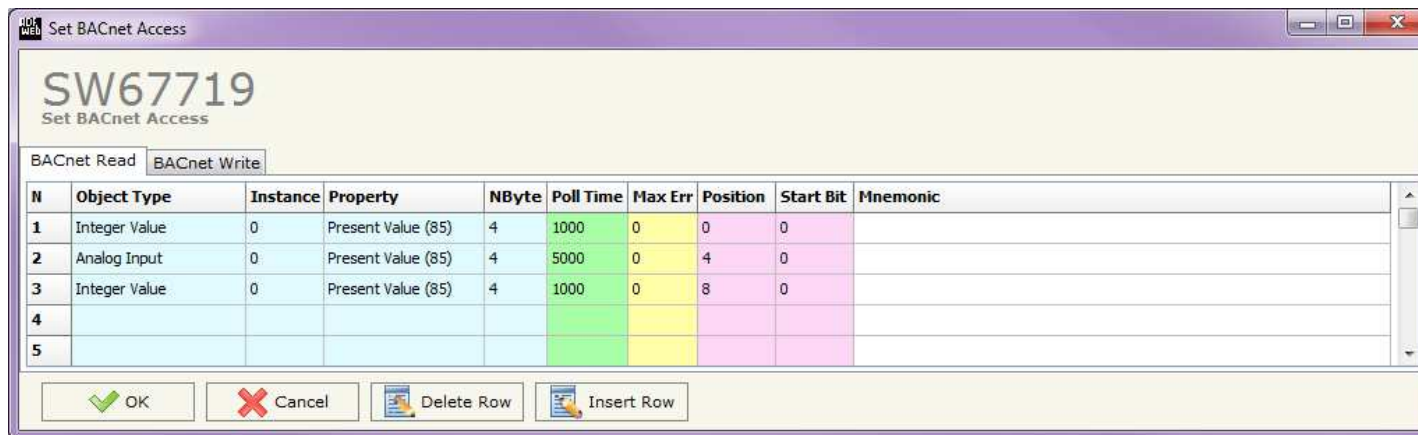 HDF WEB Set BACnet Access
SW67719
Set BACnet Access
BACnet Read BACnet Write
N Object Type Instance Property NByte Poll Time Max Err Position Start Bit Mnemonic
1 Integer Value 0 Present Value (85) 4 1000 0 0 0
2 Analog Input 0 Present Value (85) 4 5000 0 4 0
3 Integer Value 0 Present Value (85) 4 1000 0 8 0
4
5
OK Cancel Delete Row Insert Row